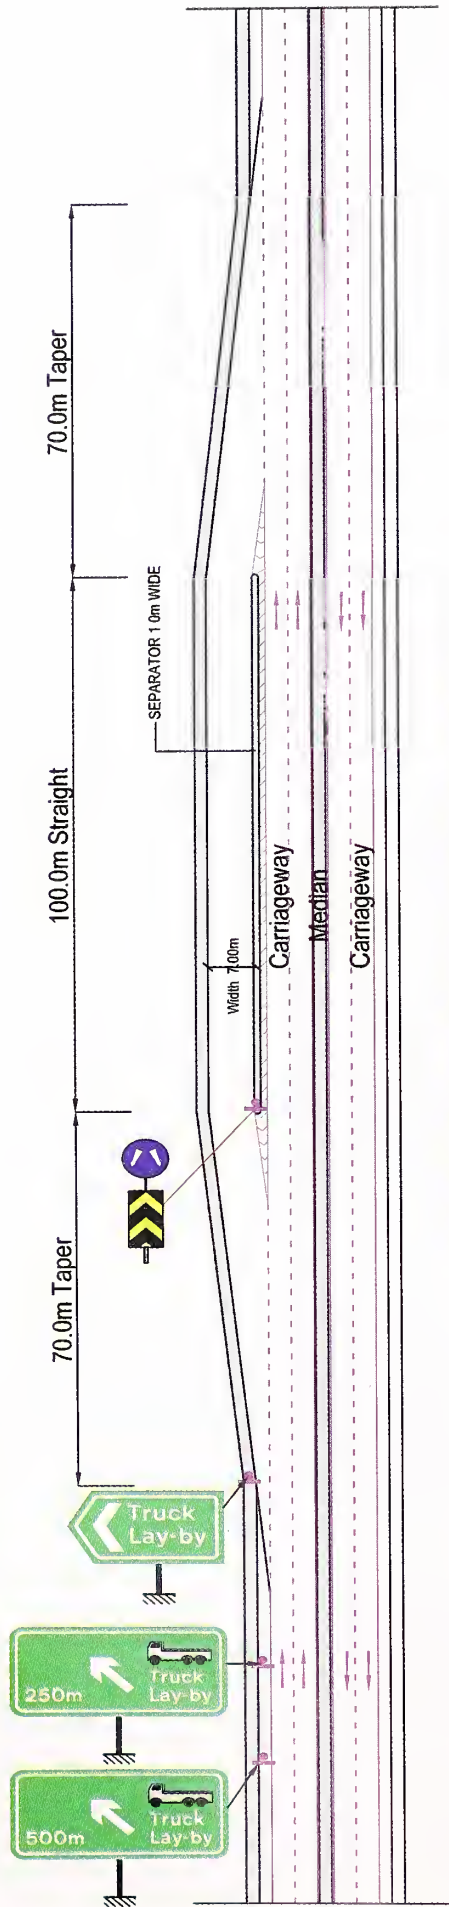 70.0m Taper
SEPARATOR 1.0m WIDE
100.0m Straight
Carriageway
Median
Carriageway
Width 7.00m
70.0m Taper
Truck
Lay-by
250m
Truck
Lay-by
500m
Truck
Lay-by